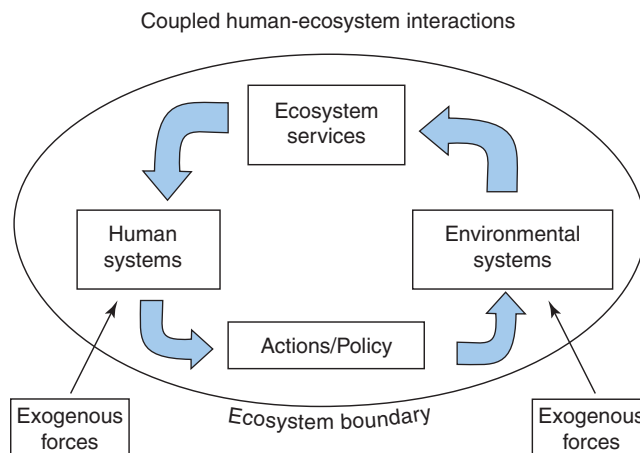 Coupled human-ecosystem interactions
Ecosystem
services
Human
systems
Environmental
systems
Actions/Policy
Exogenous
forces
Ecosystem boundary
Exogenous
forces